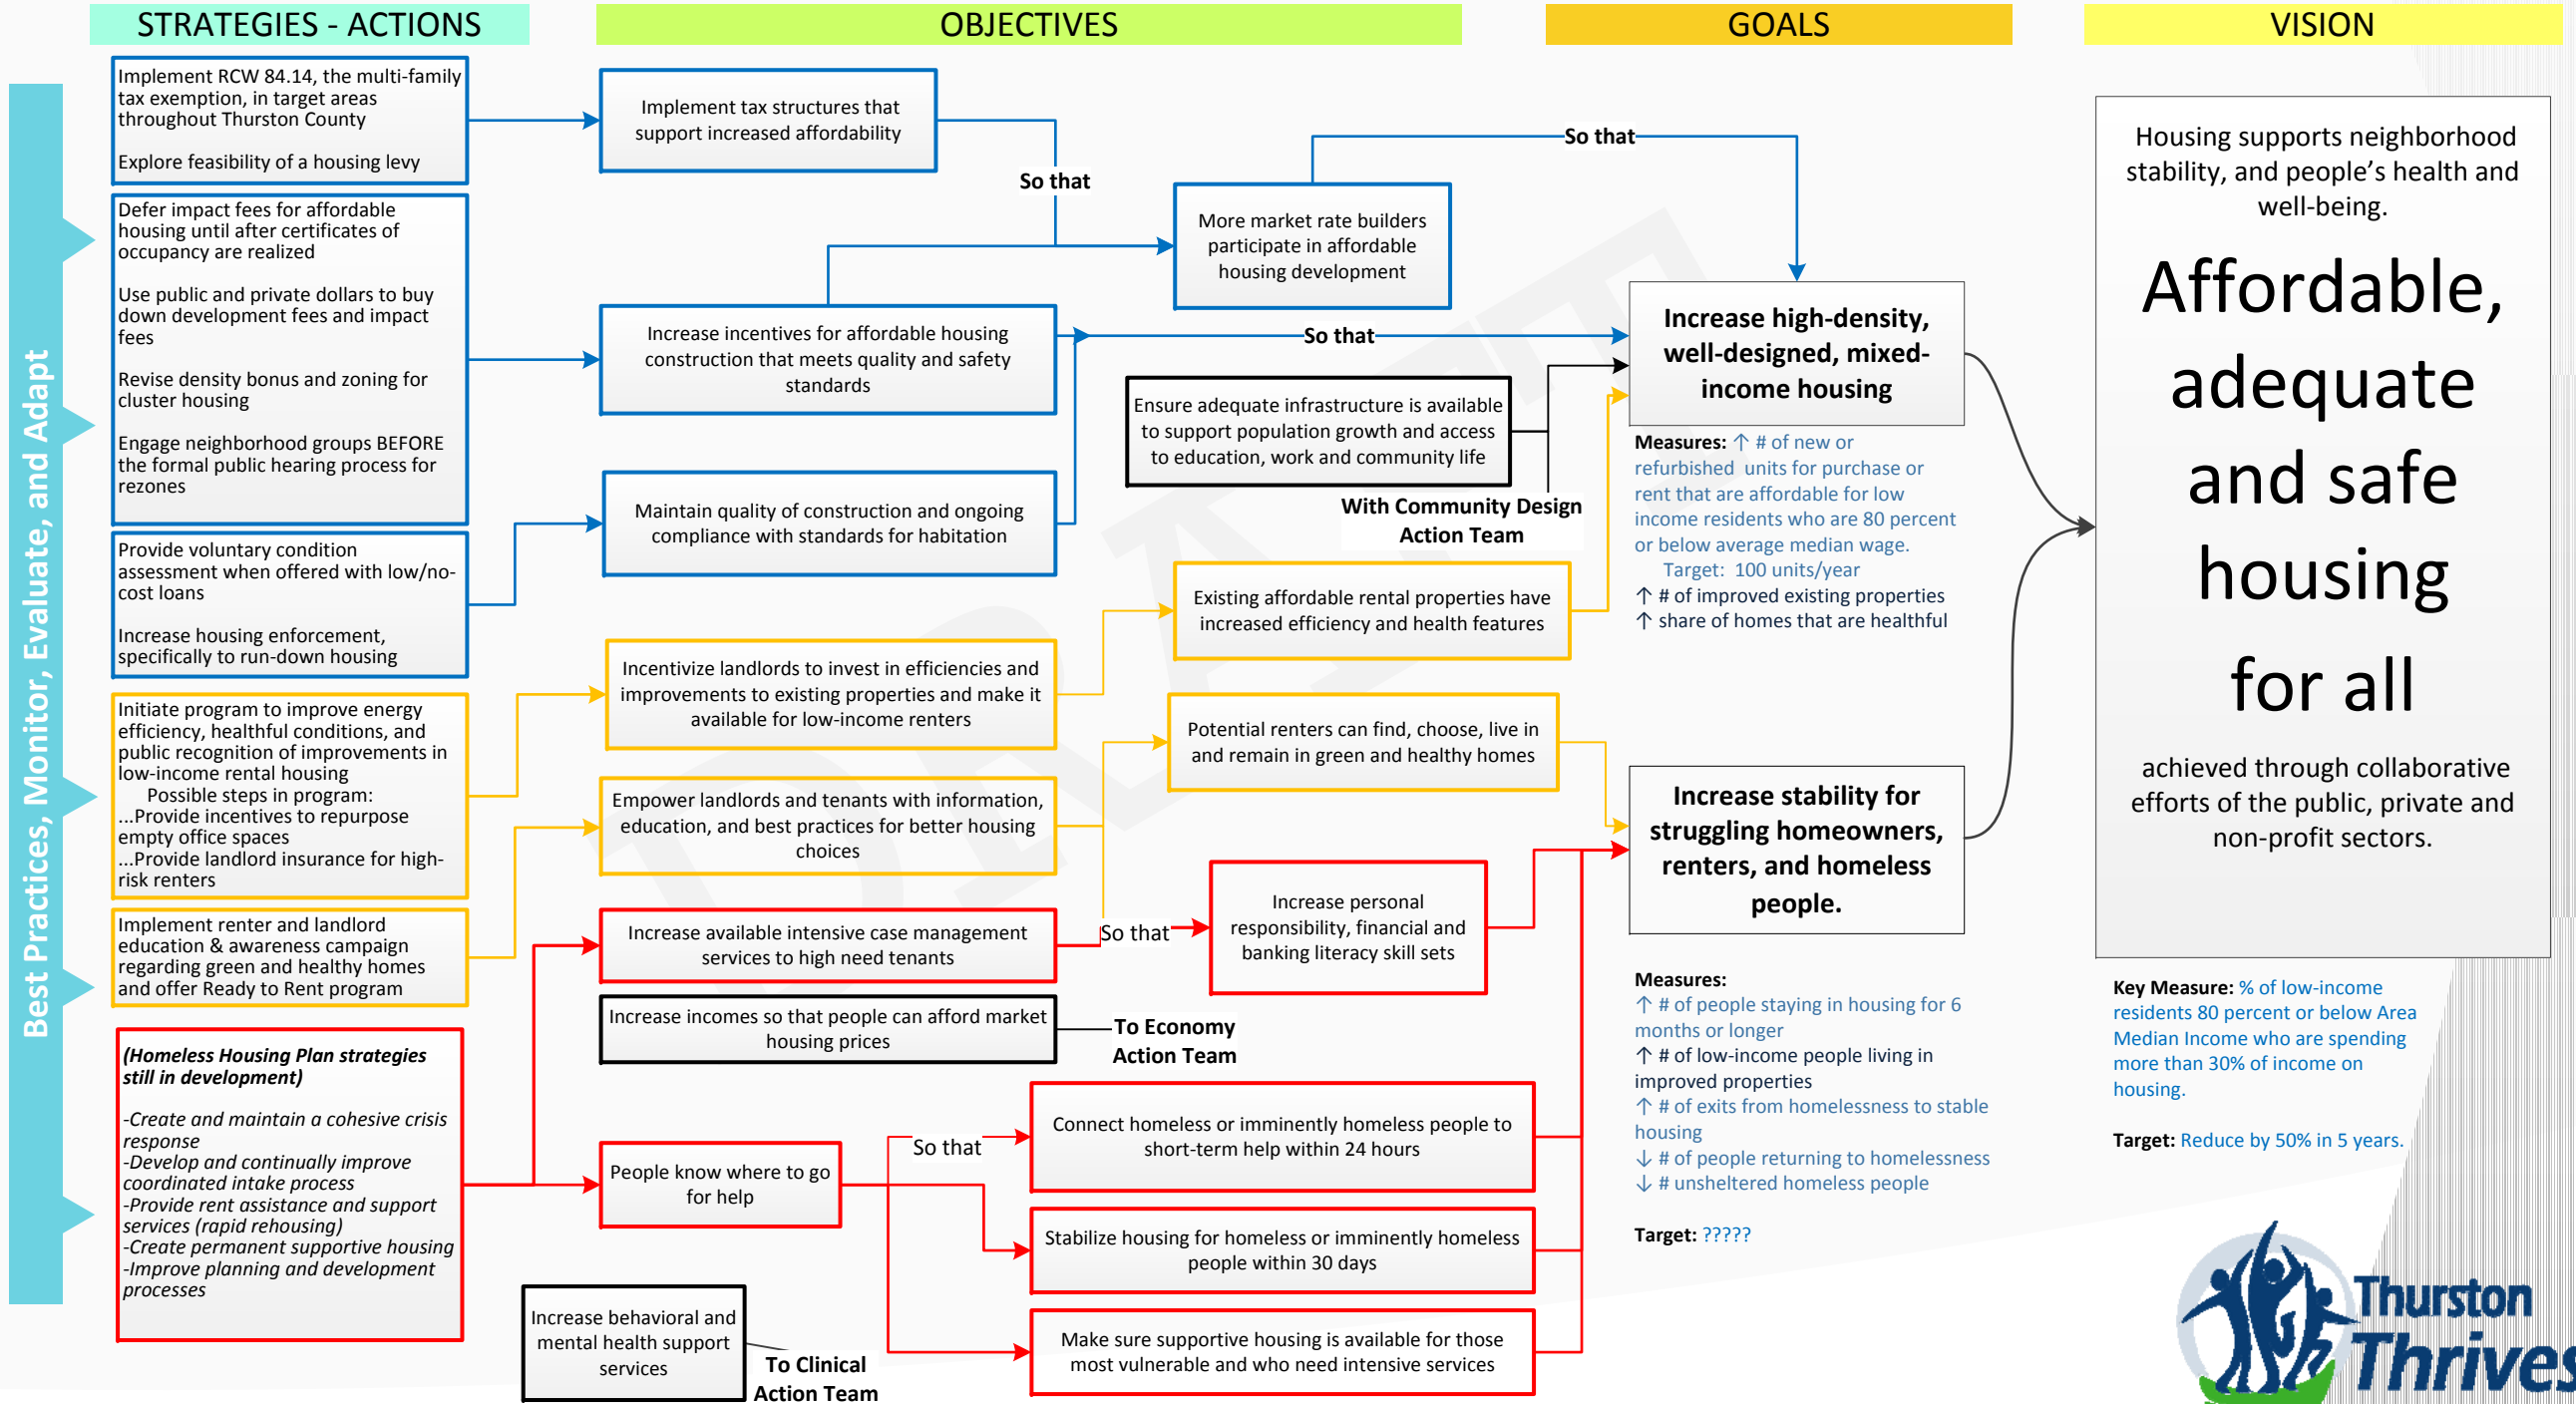 STRATEGIES - ACTIONS
OBJECTIVES
GOALS
VISION
Best Practices, Monitor, Evaluate, and Adapt
Implement RCW 84.14, the multi-family
tax exemption, in target areas
throughout Thurston County
Explore feasibility of a housing levy
Defer impact fees for affordable
housing until after certificates of
occupancy are realized
Use public and private dollars to buy
down development fees and impact
fees
Revise density bonus and zoning for
cluster housing
Engage neighborhood groups BEFORE
the formal public hearing process for
rezones
Provide voluntary condition
assessment when offered with low/no-
cost loans
Increase housing enforcement,
specifically to run-down housing
Initiate program to improve energy
efficiency, healthful conditions, and
public recognition of improvements in
low-income rental housing
Possible steps in program:
...Provide incentives to repurpose
empty office spaces
...Provide landlord insurance for high-
risk renters
Implement renter and landlord
education & awareness campaign
regarding green and healthy homes
and offer Ready to Rent program
(Homeless Housing Plan strategies
still in development)
-Create and maintain a cohesive crisis
response
-Develop and continually improve
coordinated intake process
-Provide rent assistance and support
services (rapid rehousing)
-Create permanent supportive housing
-Improve planning and development
processes
Implement tax structures that
support increased affordability
So that
More market rate builders
participate in affordable
housing development
So that
Increase incentives for affordable housing
construction that meets quality and safety
standards
So that
Ensure adequate infrastructure is available
to support population growth and access
to education, work and community life
With Community Design
Action Team
Maintain quality of construction and ongoing
compliance with standards for habitation
Existing affordable rental properties have
increased efficiency and health features
Incentivize landlords to invest in efficiencies and
improvements to existing properties and make it
available for low-income renters
Potential renters can find, choose, live in
and remain in green and healthy homes
Empower landlords and tenants with information,
education, and best practices for better housing
choices
Increase available intensive case management
services to high need tenants
So that
Increase personal
responsibility, financial and
banking literacy skill sets
Increase incomes so that people can afford market
housing prices
To Economy
Action Team
People know where to go
for help
So that
Connect homeless or imminently homeless people to
short-term help within 24 hours
Stabilize housing for homeless or imminently homeless
people within 30 days
Make sure supportive housing is available for those
most vulnerable and who need intensive services
Increase behavioral and
mental health support
services
To Clinical
Action Team
DRAFT
Increase high-density,
well-designed, mixed-
income housing
Measures: ↑ # of new or
refurbished units for purchase or
rent that are affordable for low
income residents who are 80 percent
or below average median wage.
Target: 100 units/year
↑ # of improved existing properties
↑ share of homes that are healthful
Increase stability for
struggling homeowners,
renters, and homeless
people.
Measures:
↑ # of people staying in housing for 6
months or longer
↑ # of low-income people living in
improved properties
↑ # of exits from homelessness to stable
housing
↓ # of people returning to homelessness
↓ # unsheltered homeless people
Target: ?????
Housing supports neighborhood
stability, and people’s health and
well-being.
Affordable,
adequate
and safe
housing
for all
achieved through collaborative
efforts of the public, private and
non-profit sectors.
Key Measure: % of low-income
residents 80 percent or below Area
Median Income who are spending
more than 30% of income on
housing.
Target: Reduce by 50% in 5 years.
Thurston
Thrives